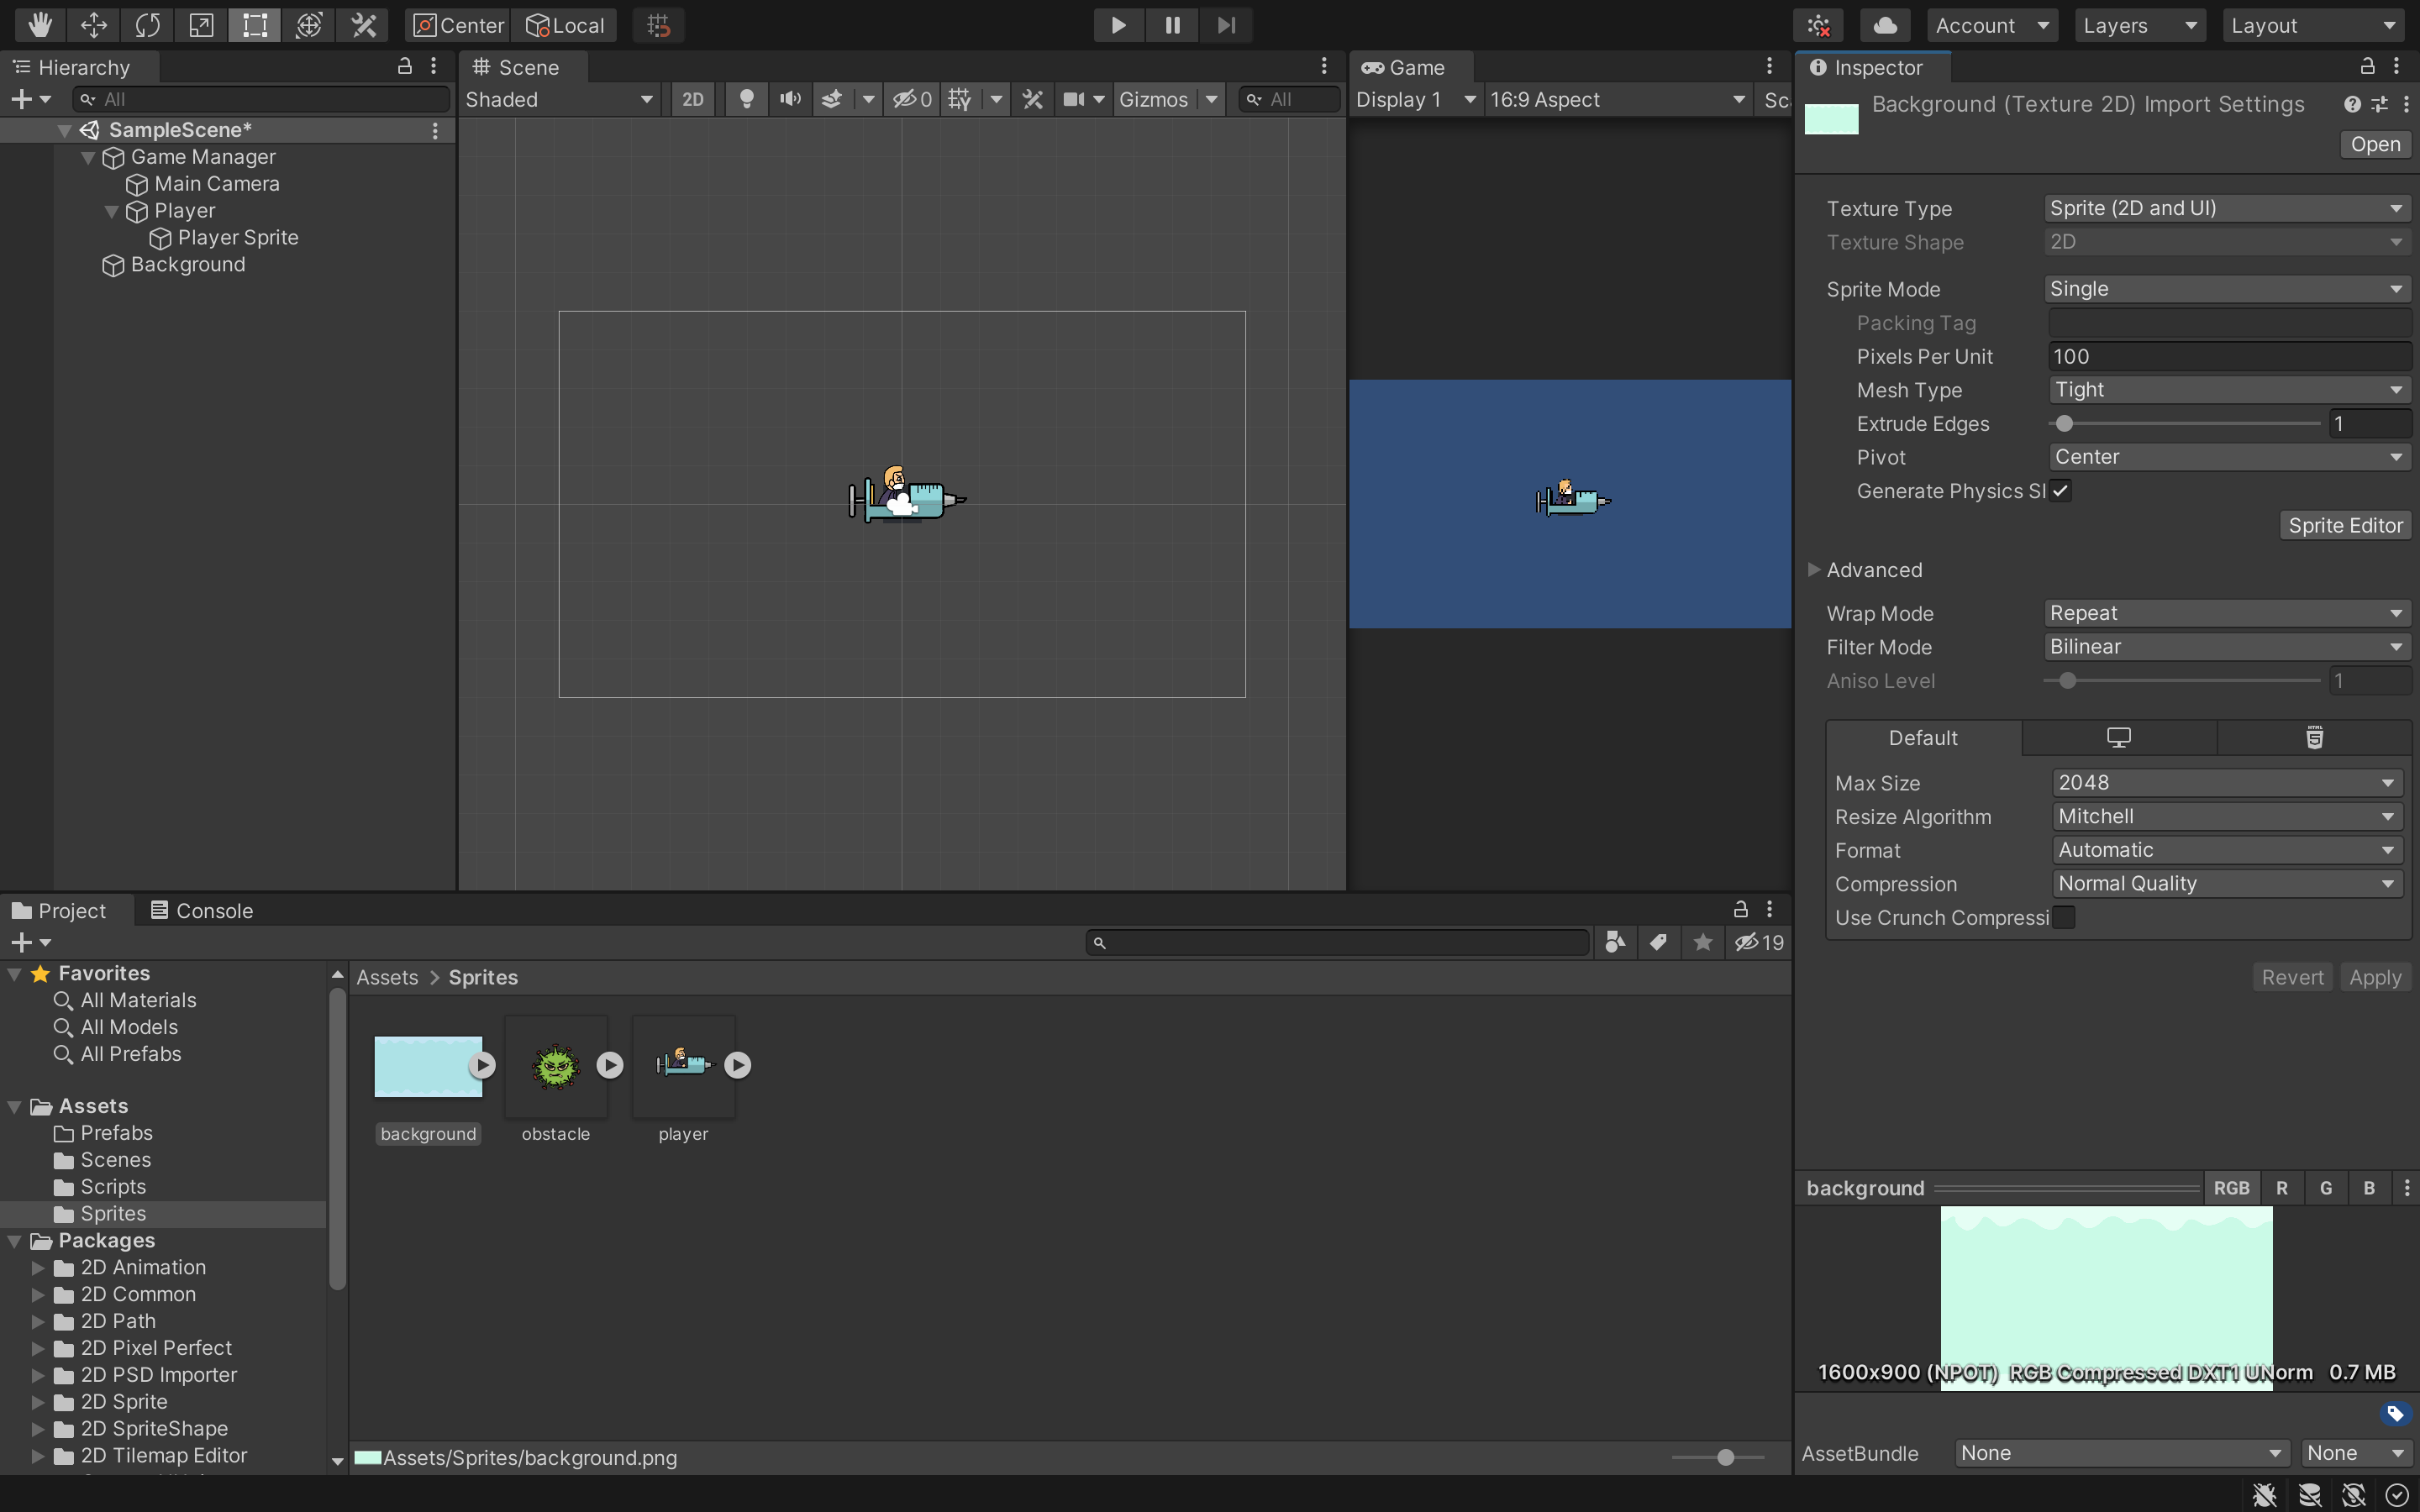 Center
Local
Account
Layers
Layout
Hierarchy
All
SampleScene*
Game Manager
Main Camera
Player
Player Sprite
Background
Scene
Shaded
2D
0
Gizmos
All
Game
Display 1
16:9 Aspect
Sc
Inspector
Background (Texture 2D) Import Settings
Open
Texture Type
Sprite (2D and UI)
Texture Shape
2D
Sprite Mode
Single
Packing Tag
Pixels Per Unit
100
Mesh Type
Tight
Extrude Edges
1
Pivot
Center
Generate Physics Sl
Sprite Editor
Advanced
Wrap Mode
Repeat
Filter Mode
Bilinear
Aniso Level
1
Default
Max Size
2048
Resize Algorithm
Mitchell
Format
Automatic
Compression
Normal Quality
Use Crunch Compressi
Revert
Apply
Project
Console
19
Favorites
All Materials
All Models
All Prefabs
Assets
Prefabs
Scenes
Scripts
Sprites
Packages
2D Animation
2D Common
2D Path
2D Pixel Perfect
2D PSD Importer
2D Sprite
2D SpriteShape
2D Tilemap Editor
Assets > Sprites
background
obstacle
player
Assets/Sprites/background.png
background
RGB
R
G
B
1600x900 (NPOT) RGB Compressed DXT1 UNorm 0.7 MB
AssetBundle
None
None